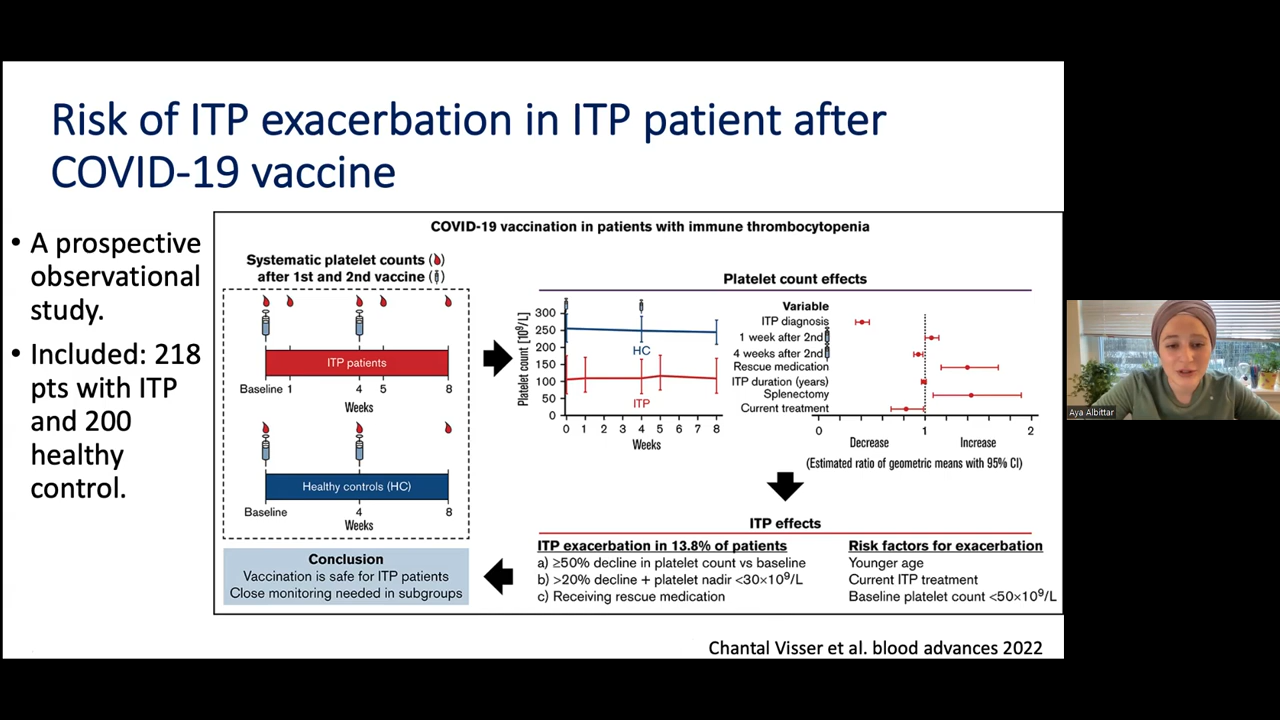 Risk of ITP exacerbation in ITP patient after
COVID-19 vaccine
• A prospective
observational
study.
• Included: 218
pts with ITP
and 200
healthy
control.
COVID-19 vaccination in patients with immune thrombocytopenia
Systematic platelet counts ( )
after 1st and 2nd vaccine ( )
ITP patients
Baseline 1 4 5 8
Weeks
Healthy controls (HC)
Baseline 4 8
Weeks
Platelet count effects
Platelet count [10⁹/L]
300
250
200
150
100
50
0
HC
ITP
0 1 2 3 4 5 6 7 8
Weeks
Variable
ITP diagnosis
1 week after 2nd
4 weeks after 2nd
Rescue medication
ITP duration (years)
Splenectomy
Current treatment
0 1 2
Decrease Increase
(Estimated ratio of geometric means with 95% CI)
ITP effects
ITP exacerbation in 13.8% of patients
a) ≥50% decline in platelet count vs baseline
b) >20% decline + platelet nadir <30×10⁹/L
c) Receiving rescue medication
Risk factors for exacerbation
Younger age
Current ITP treatment
Baseline platelet count <50×10⁹/L
Conclusion
Vaccination is safe for ITP patients
Close monitoring needed in subgroups
Chantal Visser et al. blood advances 2022
Aya Albittar